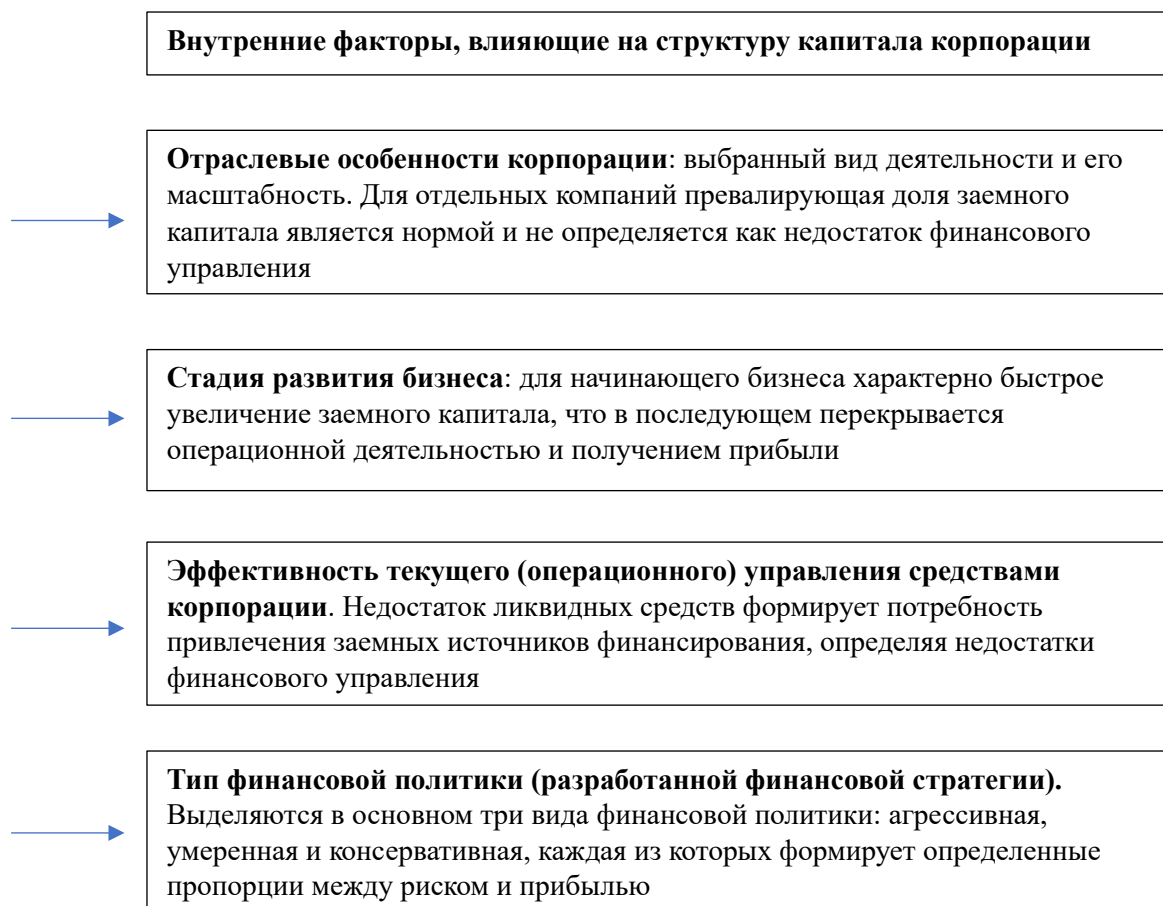 Внутренние факторы, влияющие на структуру капитала корпорации
Отраслевые особенности корпорации: выбранный вид деятельности и его
масштабность. Для отдельных компаний превалирующая доля заемного
капитала является нормой и не определяется как недостаток финансового
управления
Стадия развития бизнеса: для начинающего бизнеса характерно быстрое
увеличение заемного капитала, что в последующем перекрывается
операционной деятельностью и получением прибыли
Эффективность текущего (операционного) управления средствами
корпорации. Недостаток ликвидных средств формирует потребность
привлечения заемных источников финансирования, определяя недостатки
финансового управления
Тип финансовой политики (разработанной финансовой стратегии).
Выделяются в основном три вида финансовой политики: агрессивная,
умеренная и консервативная, каждая из которых формирует определенные
пропорции между риском и прибылью